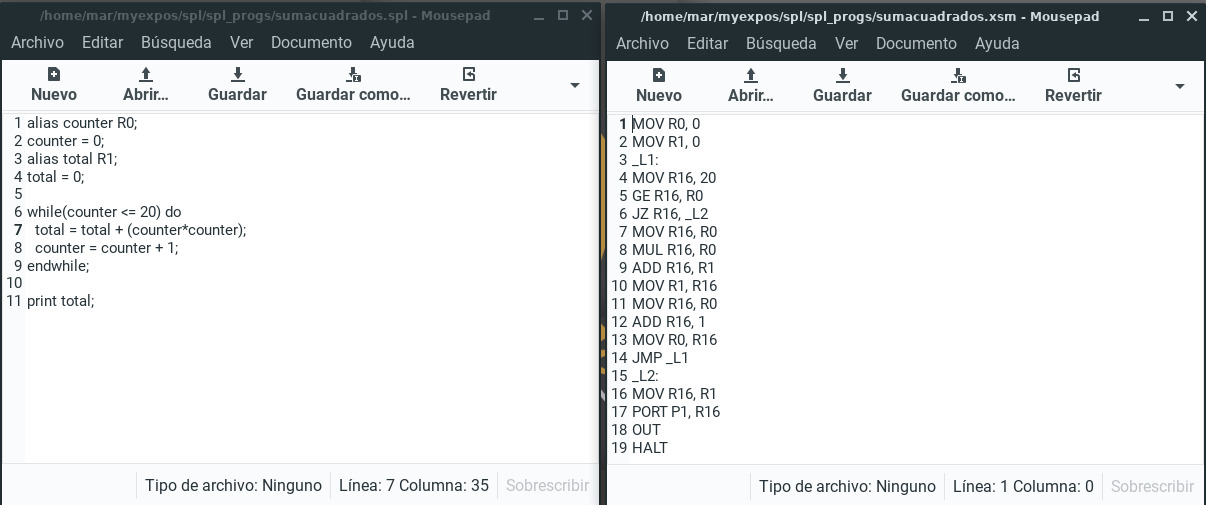 /home/mar/myexpos/spl/spl_progs/sumacuadrados.spl - Mousepad
Archivo Editar Búsqueda Ver Documento Ayuda
Nuevo Abrir... Guardar Guardar como... Revertir
1 alias counter R0;
2 counter = 0;
3 alias total R1;
4 total = 0;
5
6 while(counter <= 20) do
7   total = total + (counter*counter);
8   counter = counter + 1;
9 endwhile;
10
11 print total;
Tipo de archivo: Ninguno Línea: 7 Columna: 35 Sobrescribir
/home/mar/myexpos/spl/spl_progs/sumacuadrados.xsm - Mousepad
Archivo Editar Búsqueda Ver Documento Ayuda
Nuevo Abrir... Guardar Guardar como... Revertir
1 MOV R0, 0
2 MOV R1, 0
3 _L1:
4 MOV R16, 20
5 GE R16, R0
6 JZ R16, _L2
7 MOV R16, R0
8 MUL R16, R0
9 ADD R16, R1
10 MOV R1, R16
11 MOV R16, R0
12 ADD R16, 1
13 MOV R0, R16
14 JMP _L1
15 _L2:
16 MOV R16, R1
17 PORT P1, R16
18 OUT
19 HALT
Tipo de archivo: Ninguno Línea: 1 Columna: 0 Sobrescribir